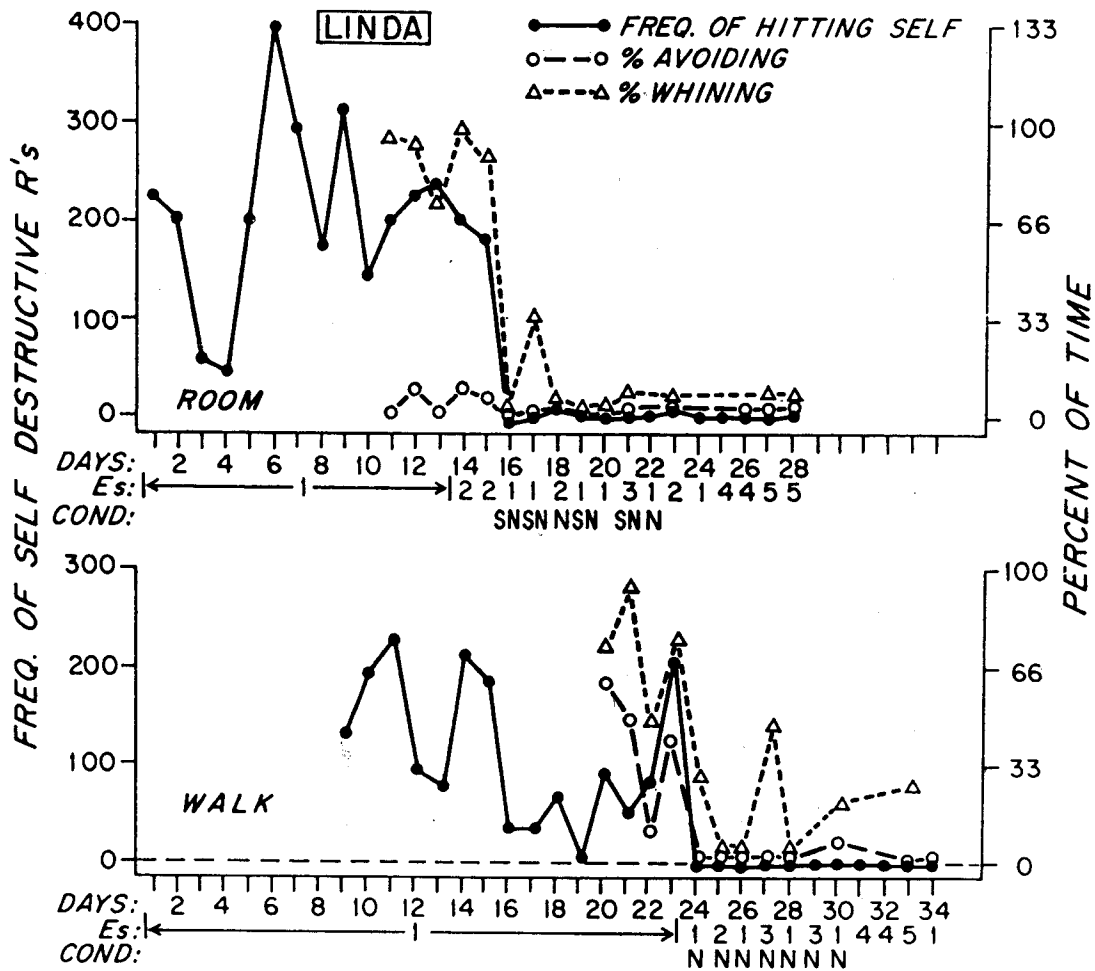 LINDA
FREQ. OF HITTING SELF
% AVOIDING
% WHINING
FREQ. OF SELF DESTRUCTIVE R's
PERCENT OF TIME
400
300
200
100
0
133
100
66
33
0
ROOM
DAYS: 2 4 6 8 10 12 14 16 18 20 22 24 26 28
Es: 1 2 2 1 1 2 1 1 3 1 2 1 4 4 5 5
COND: SNSN NSN SNN
300
200
100
0
100
66
33
0
WALK
DAYS: 2 4 6 8 10 12 14 16 18 20 22 24 26 28 30 32 34
Es: 1 1 2 1 3 1 3 1 4 4 5 1
COND: N NNNNN N